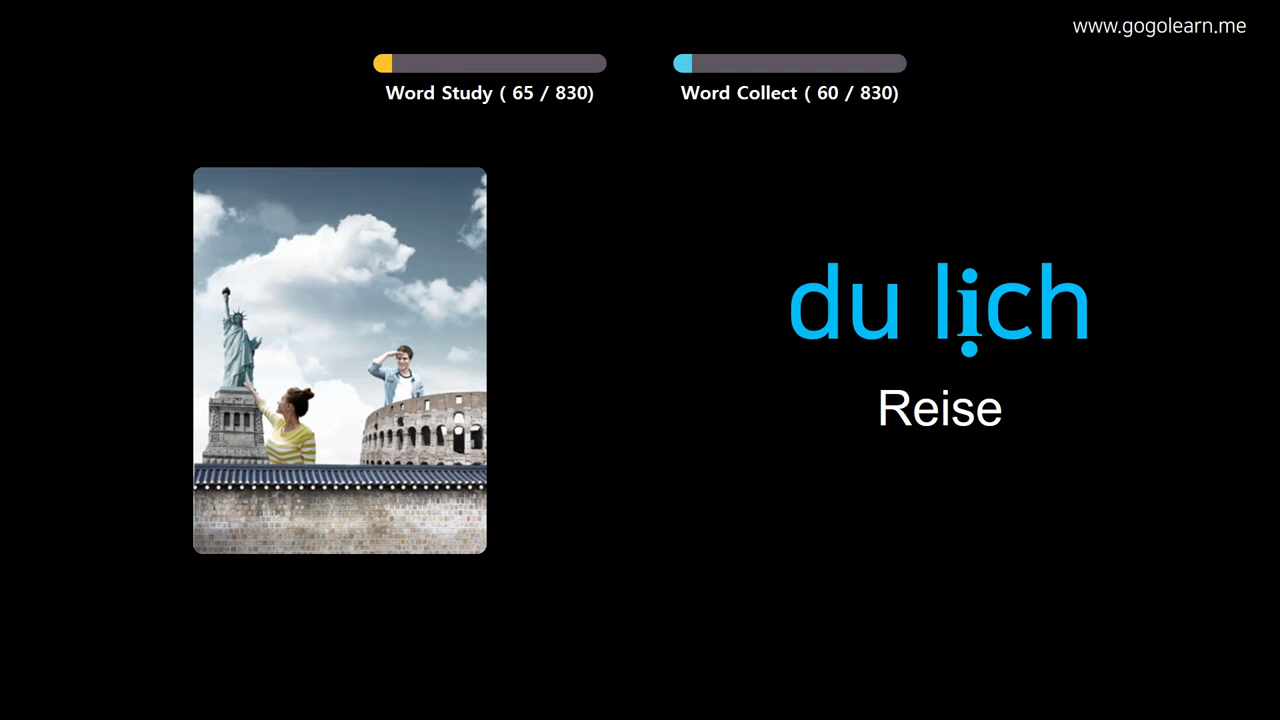 www.gogolearn.me
Word Study ( 65 / 830)
Word Collect ( 60 / 830)
du lịch
Reise